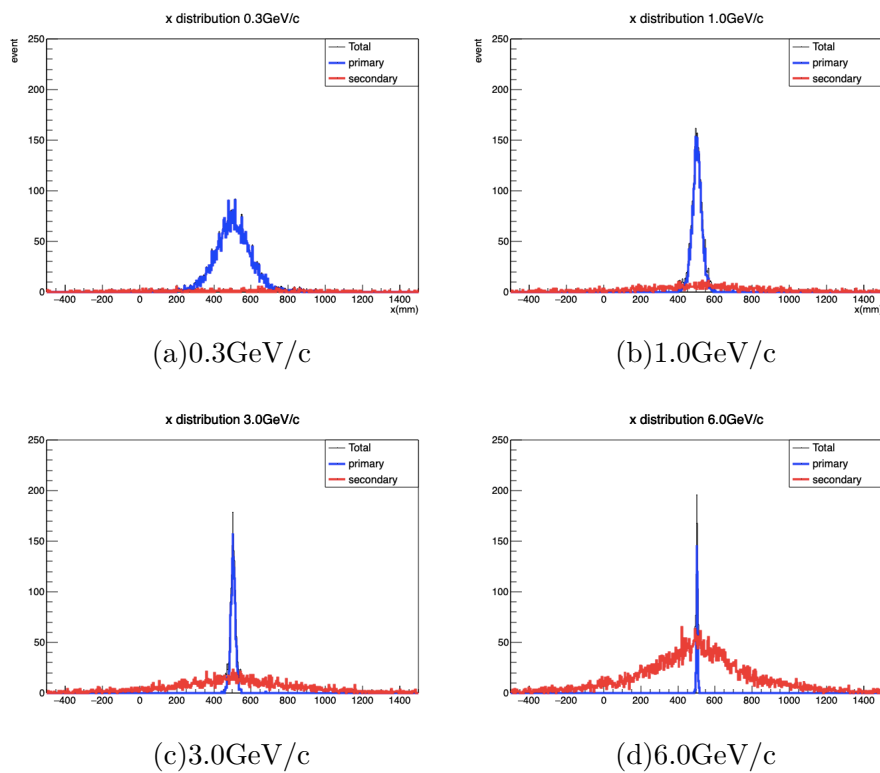 x distribution 0.3GeV/c
event
250
200
150
100
50
0
Total
primary
secondary
−400 −200 0 200 400 600 800 1000 1200 1400
x(mm)
(a)0.3GeV/c
x distribution 1.0GeV/c
event
250
200
150
100
50
0
Total
primary
secondary
−400 −200 0 200 400 600 800 1000 1200 1400
x(mm)
(b)1.0GeV/c
x distribution 3.0GeV/c
250
200
150
100
50
0
Total
primary
secondary
−400 −200 0 200 400 600 800 1000 1200 1400
(c)3.0GeV/c
x distribution 6.0GeV/c
250
200
150
100
50
0
Total
primary
secondary
−400 −200 0 200 400 600 800 1000 1200 1400
(d)6.0GeV/c